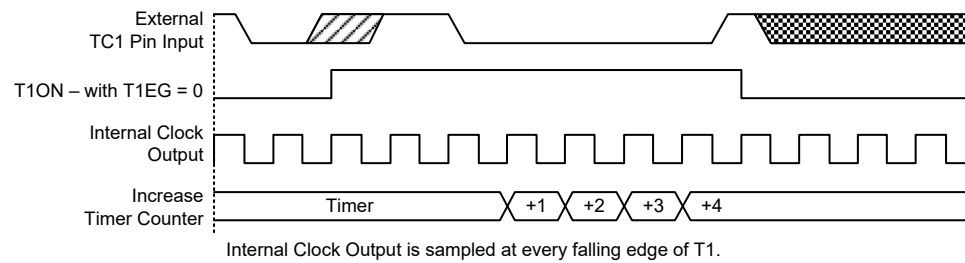 External
TC1 Pin Input
T1ON – with T1EG = 0
Internal Clock
Output
Increase
Timer Counter
Timer +1 +2 +3 +4
Internal Clock Output is sampled at every falling edge of T1.